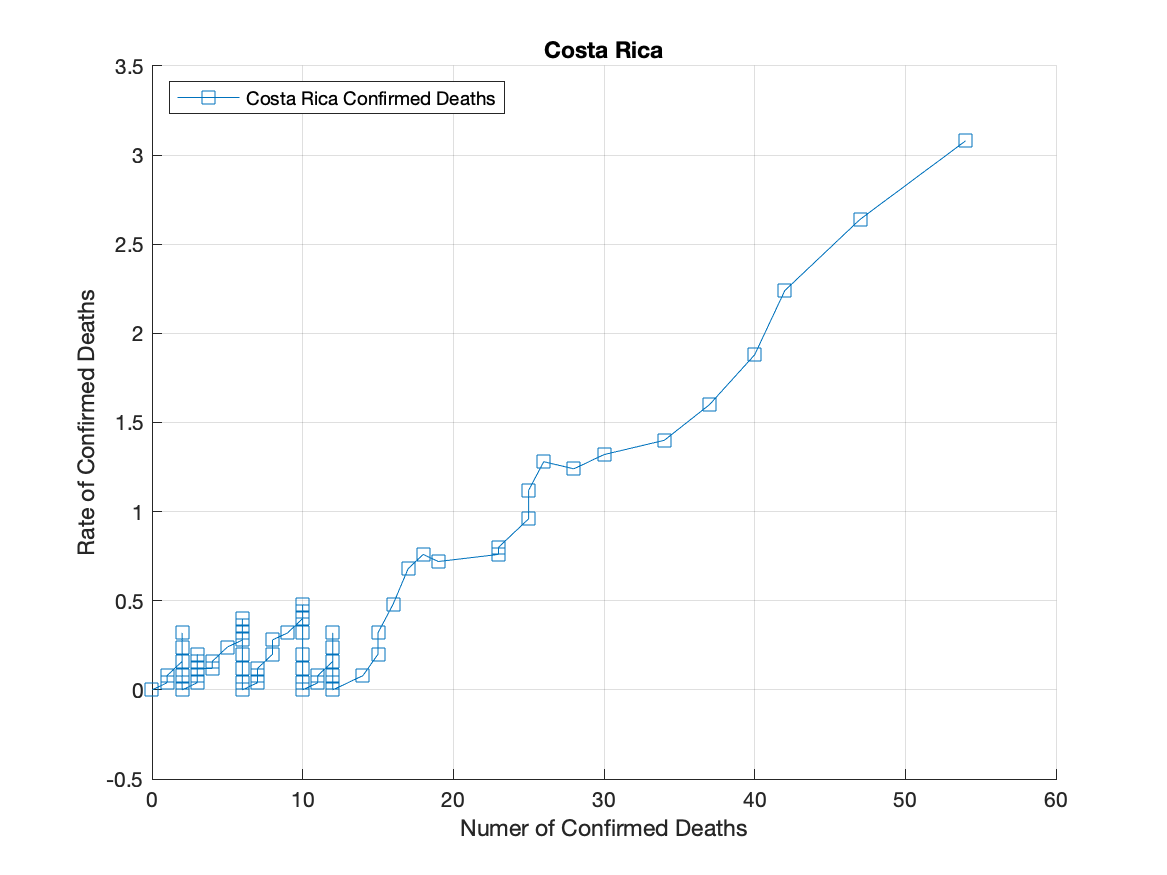 Costa Rica
Costa Rica Confirmed Deaths
3.5
3
2.5
2
1.5
1
0.5
0
-0.5
Rate of Confirmed Deaths
0 10 20 30 40 50 60
Numer of Confirmed Deaths